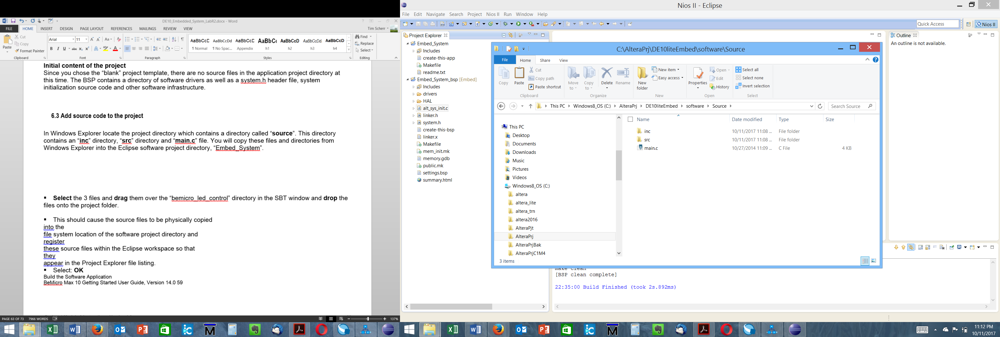 DE10_Embedded_System_LabR2.docx - Word
FILE HOME INSERT DESIGN PAGE LAYOUT REFERENCES MAILINGS REVIEW VIEW
Tim Scherr
Paste
Cut
Copy
Format Painter
Clipboard
Arial 11
Font
Paragraph
AaBbCcD AaBbCcDd AaBbCcD AaBbC AaBbCcD AaBbCcDd AaBbCcD
¶ Normal ¶ No Spac... Appendix h1 h2 h3 h4
Styles
Find
Replace
Select
Editing
Initial content of the project
Since you chose the “blank” project template, there are no source files in the application project directory at
this time. The BSP contains a directory of software drivers as well as a system.h header file, system
initialization source code and other software infrastructure.
6.3 Add source code to the project
In Windows Explorer locate the project directory which contains a directory called “source”. This directory
contains an “inc” directory, “src” directory and “main.c” file. You will copy these files and directories from
Windows Explorer into the Eclipse software project directory, “Embed_System”.
▪ Select the 3 files and drag them over the “bemicro_led_control” directory in the SBT window and drop the
files onto the project folder.
▪ This should cause the source files to be physically copied
into the
file system location of the software project directory and
register
these source files within the Eclipse workspace so that
they
appear in the Project Explorer file listing.
▪ Select: OK
Build the Software Application
BeMicro Max 10 Getting Started User Guide, Version 14.0 59
PAGE 63 OF 73 7966 WORDS
137%
Nios II - Eclipse
File Edit Navigate Search Project Nios II Run Window Help
Quick Access
Nios II
Project Explorer
Embed_System
Includes
create-this-app
Makefile
readme.txt
Embed_System_bsp [Embed]
Includes
drivers
HAL
alt_sys_init.c
linker.h
system.h
create-this-bsp
linker.x
Makefile
mem_init.mk
memory.gdb
public.mk
settings.bsp
summary.html
C:\AlteraPrj\DE10liteEmbed\software\Source
File Home Share View
Copy
Paste
Cut
Copy path
Paste shortcut
Clipboard
Move to
Copy to
Delete
Rename
Organize
New folder
New item
Easy access
New
Properties
Open
Edit
History
Open
Select all
Select none
Invert selection
Select
This PC Windows8_OS (C:) AlteraPrj DE10liteEmbed software Source
Search Source
This PC
Desktop
Documents
Downloads
Music
Pictures
Videos
Windows8_OS (C:)
altera
altera_lite
altera_trn
altera2016
AlteraPjt
AlteraPrj
AlteraPrjBak
AlteraPrjC1M4
Name Date modified Type Size
inc 10/11/2017 11:08 ... File folder
src 10/11/2017 11:08 ... File folder
main.c 10/27/2014 11:09 ... C File 4 KB
3 items
Outline
An outline is not available.
make clean
[BSP clean complete]
22:35:00 Build Finished (took 2s.892ms)
11:12 PM
10/11/2017